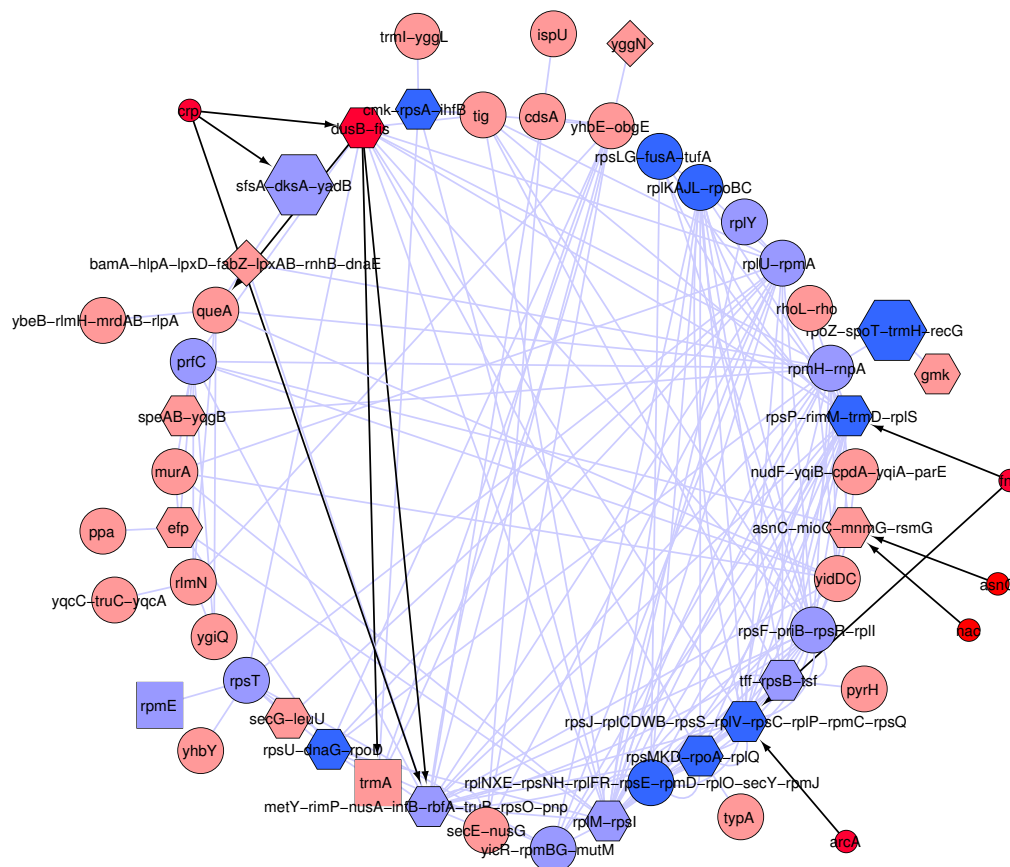 trmI–yggL
ispU
yggN
crp
cmk–rpsA–ihfB
tig
cdsA
yhbE–obgE
dusB–fis
rpsLG–fusA–tufA
sfsA–dksA–yadB
rplKAJL–rpoBC
rplY
bamA–hlpA–lpxD–fabZ–lpxAB–rnhB–dnaE
rplU–rpmA
ybeB–rlmH–mrdAB–rlpA
queA
rhoL–rho
rpoZ–spoT–trmH–recG
prfC
rpmH–rnpA
gmk
speAB–yqgB
rpsP–rimM–trmD–rplS
murA
nudF–yqiB–cpdA–yqiA–parE
ppa
efp
asnC–mioC–mnmG–rsmG
yqcC–truC–yqcA
rlmN
yidDC
asnC
ygiQ
rpsF–priB–rpsR–rplI
nac
rpmE
rpsT
tff–rpsB–tsf
pyrH
secG–leuU
rpsJ–rplCDWB–rpsS–rplV–rpsC–rplP–rpmC–rpsQ
yhbY
rpsU–dnaG–rpoD
rpsMKD–rpoA–rplQ
trmA
rplNXE–rpsNH–rplFR–rpsE–rpmD–rplO–secY–rpmJ
metY–rimP–nusA–infB–rbfA–truB–rpsO–pnp
rplM–rpsI
typA
secE–nusG
yicR–rpmBG–mutM
arcA